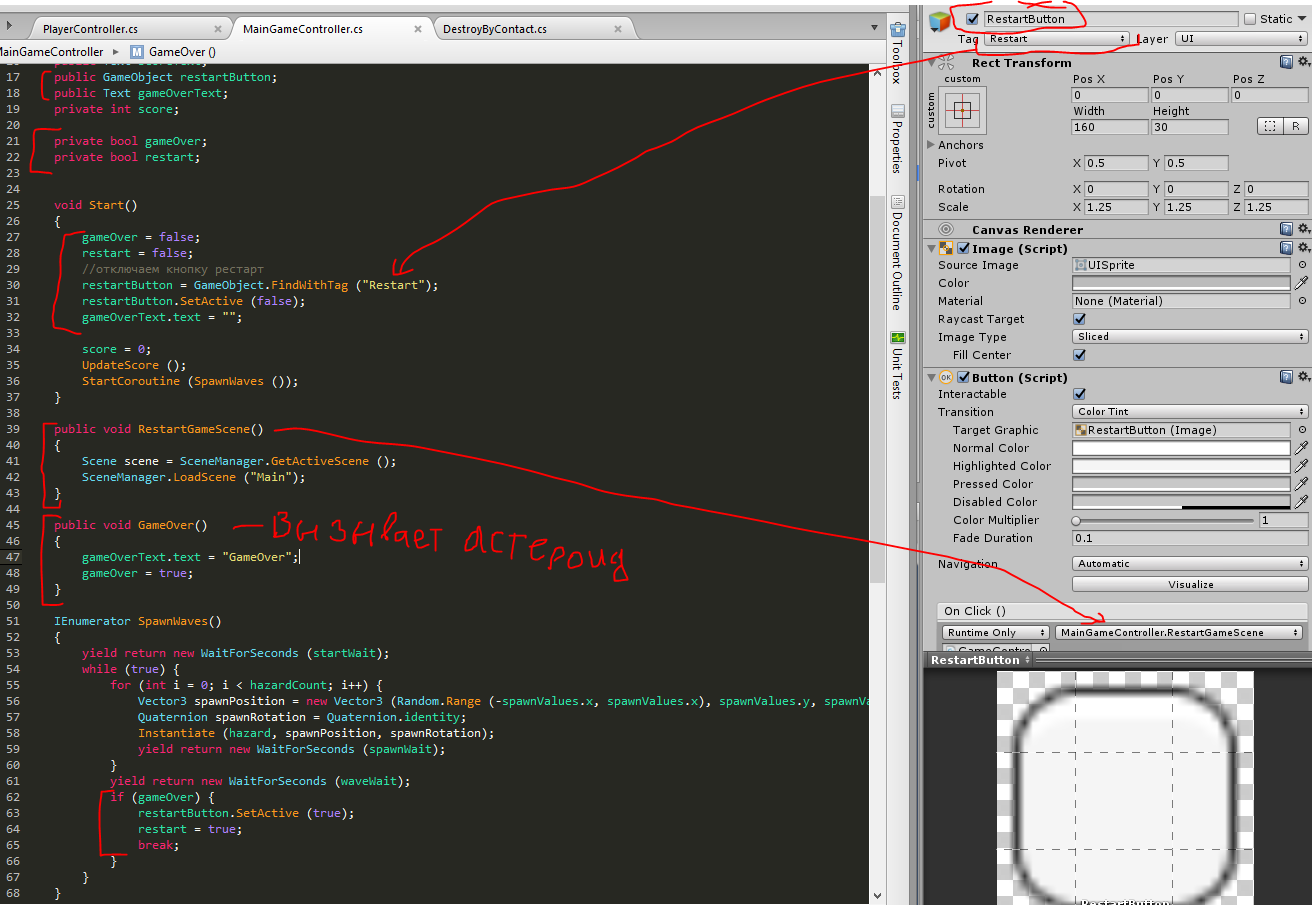 PlayerController.cs
MainGameController.cs
DestroyByContact.cs
MainGameController
GameOver ()
17 public GameObject restartButton;
18 public Text gameOverText;
19 private int score;
20
21 private bool gameOver;
22 private bool restart;
23
24
25 void Start()
26 {
27 gameOver = false;
28 restart = false;
29 //отключаем кнопку рестарт
30 restartButton = GameObject.FindWithTag ("Restart");
31 restartButton.SetActive (false);
32 gameOverText.text = "";
33
34 score = 0;
35 UpdateScore ();
36 StartCoroutine (SpawnWaves ());
37 }
38
39 public void RestartGameScene()
40 {
41 Scene scene = SceneManager.GetActiveScene ();
42 SceneManager.LoadScene ("Main");
43 }
44
45 public void GameOver() — Вызывает астероид
46 {
47 gameOverText.text = "GameOver";
48 gameOver = true;
49 }
50
51 IEnumerator SpawnWaves()
52 {
53 yield return new WaitForSeconds (startWait);
54 while (true) {
55 for (int i = 0; i < hazardCount; i++) {
56 Vector3 spawnPosition = new Vector3 (Random.Range (-spawnValues.x, spawnValues.x), spawnValues.y, spawnVa
57 Quaternion spawnRotation = Quaternion.identity;
58 Instantiate (hazard, spawnPosition, spawnRotation);
59 yield return new WaitForSeconds (spawnWait);
60 }
61 yield return new WaitForSeconds (waveWait);
62 if (gameOver) {
63 restartButton.SetActive (true);
64 restart = true;
65 break;
66 }
67 }
68 }
Toolbox
Properties
Document Outline
Unit Tests
RestartButton Static
Tag Restart Layer UI
Rect Transform
custom Pos X Pos Y Pos Z
custom
0 0 0
Width Height
160 30 R
Anchors
Pivot X 0.5 Y 0.5
Rotation X 0 Y 0 Z 0
Scale X 1.25 Y 1.25 Z 1.25
Canvas Renderer
Image (Script)
Source Image UISprite
Color
Material None (Material)
Raycast Target
Image Type Sliced
Fill Center
OK Button (Script)
Interactable
Transition Color Tint
Target Graphic RestartButton (Image)
Normal Color
Highlighted Color
Pressed Color
Disabled Color
Color Multiplier 1
Fade Duration 0.1
Navigation Automatic
Visualize
On Click ()
Runtime Only MainGameController.RestartGameScene
GameContro
RestartButton
RestartButton